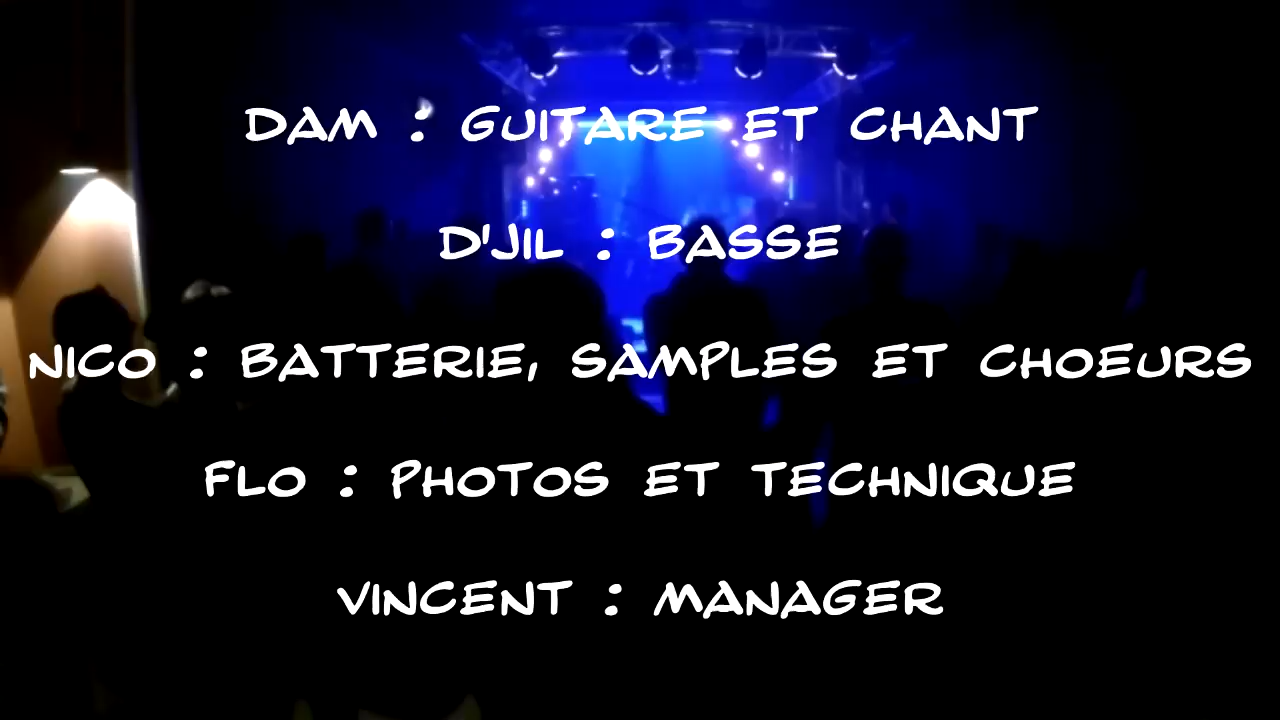 DAM : GUITARE ET CHANT
D'JIL : BASSE
NICO : BATTERIE, SAMPLES ET CHOEURS
FLO : PHOTOS ET TECHNIQUE
VINCENT : MANAGER